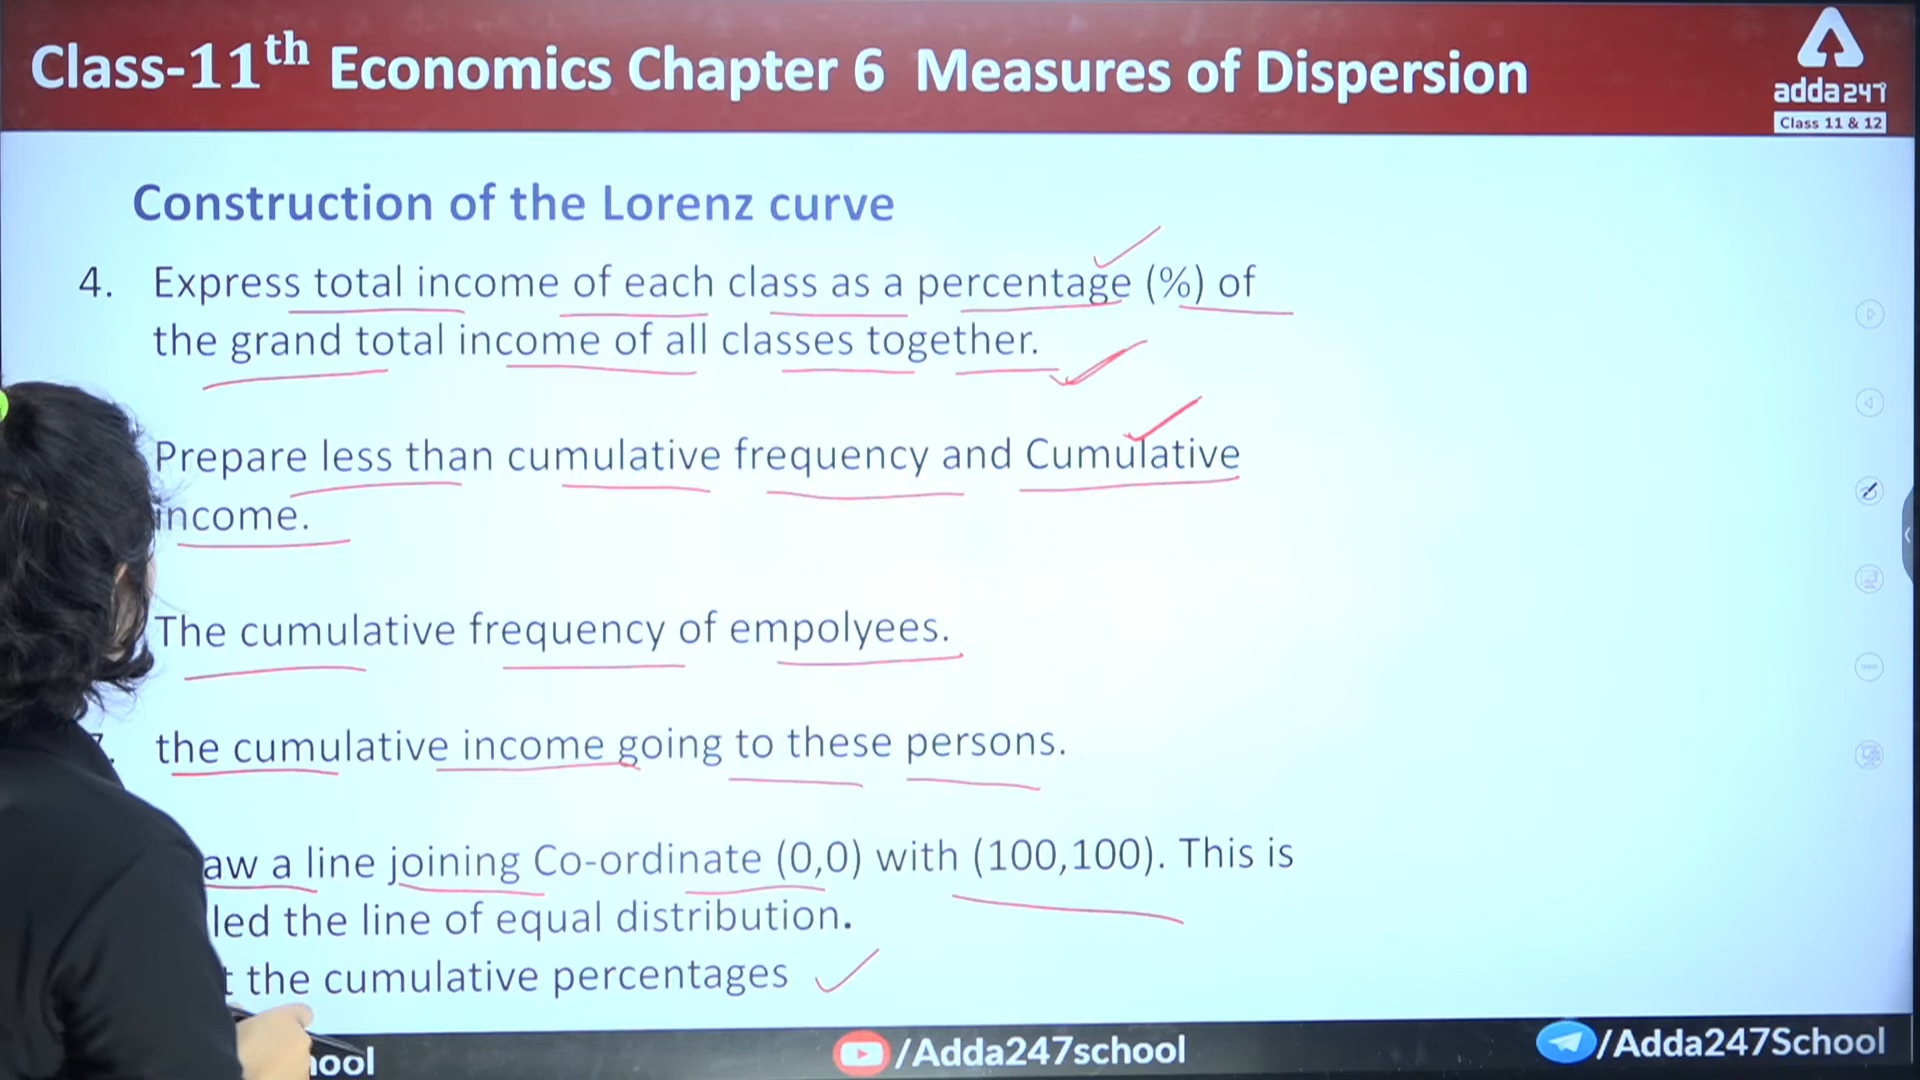 Class-11th Economics Chapter 6 Measures of Dispersion
adda247
Class 11 & 12
Construction of the Lorenz curve
4. Express total income of each class as a percentage (%) of
the grand total income of all classes together.
Prepare less than cumulative frequency and Cumulative
income.
The cumulative frequency of empolyees.
the cumulative income going to these persons.
aw a line joining Co-ordinate (0,0) with (100,100). This is
led the line of equal distribution.
t the cumulative percentages
ool
/Adda247school
/Adda247School